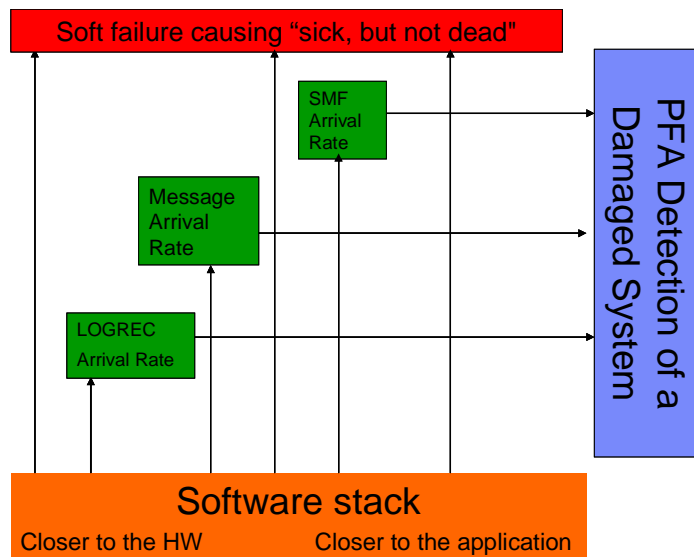 Soft failure causing “sick, but not dead"
SMF
Arrival
Rate
Message
Arrival
Rate
LOGREC
Arrival Rate
PFA Detection of a
Damaged System
Software stack
Closer to the HW
Closer to the application